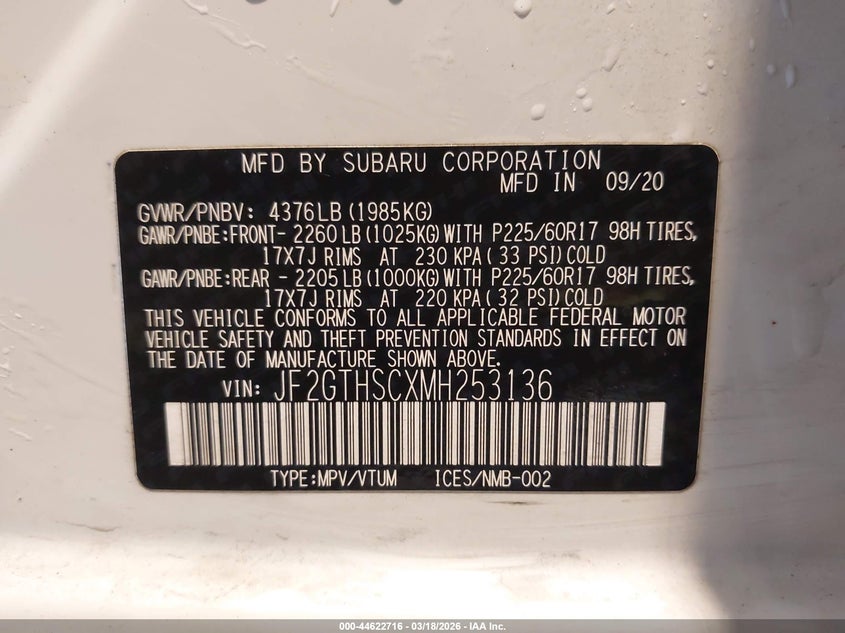 MFD BY SUBARU CORPORATION
MFD IN 09/20
GVWR/PNBV: 4376LB (1985KG)
GAWR/PNBE:FRONT- 2260 LB (1025KG) WITH P225/60R17 98H TIRES,
17X7J RIMS AT 230 KPA ( 33 PSI) COLD
GAWR/PNBE:REAR - 2205 LB (1000KG) WITH P225/60R17 98H TIRES,
17X7J RIMS AT 220 KPA ( 32 PSI) COLD
THIS VEHICLE CONFORMS TO ALL APPLICABLE FEDERAL MOTOR
VEHICLE SAFETY AND THEFT PREVENTION STANDARDS IN EFFECT ON
THE DATE OF MANUFACTURE SHOWN ABOVE.
VIN: JF2GTHSCXMH253136
TYPE:MPV/VTUM ICES/NMB-002
000-44622716 - 03/18/2026 - IAA Inc.